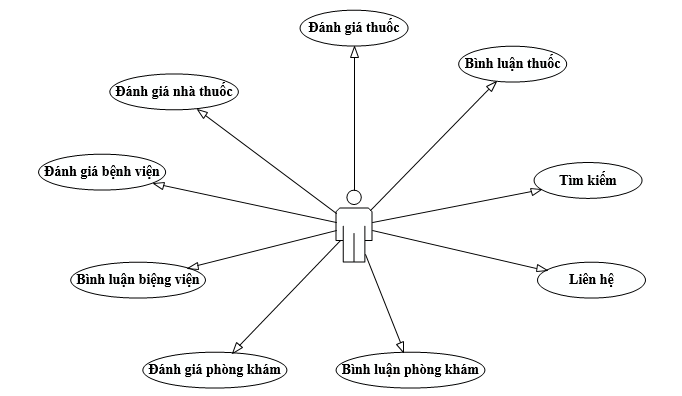 Đánh giá thuốc
Bình luận thuốc
Đánh giá nhà thuốc
Đánh giá bệnh viện
Tìm kiếm
Bình luận biệng viện
Liên hệ
Đánh giá phòng khám
Bình luận phòng khám